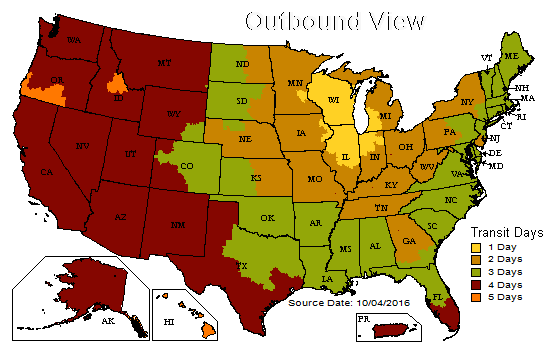 Outbound View
WA
MT
ND
MN
ME
VT
OR
ID
SD
WI
MI
NY
NH
MA
RI
CT
WY
NE
IA
PA
NJ
NV
UT
CO
IL
IN
OH
DE
MD
CA
KS
MO
WV
VA
KY
NC
AZ
NM
OK
TN
AR
SC
MS
AL
GA
TX
LA
FL
Transit Days
1 Day
2 Days
3 Days
4 Days
5 Days
Source Date: 10/04/2016
AK
HI
PR